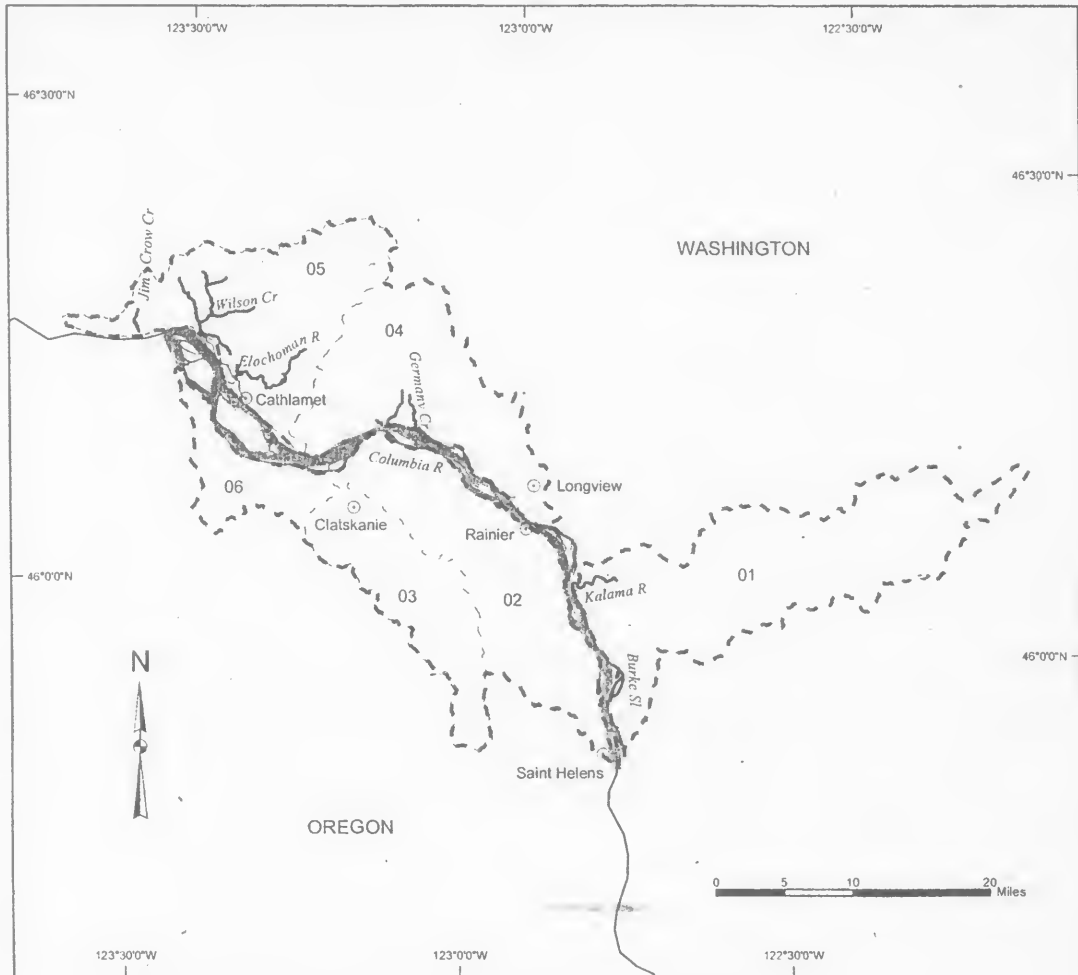 123°30'0"W
123°0'0"W
122°30'0"W
46°30'0"N
46°30'0"N
WASHINGTON
Jim Crow Cr
05
Wilson Cr
04
Elochoman R
Germany Cr
Cathlamet
Columbia R
Longview
06
Clatskanie
Rainier
46°0'0"N
01
Kalama R
03
02
46°0'0"N
Burke Sl
N
Saint Helens
OREGON
0 5 10 20
Miles
123°30'0"W
123°0'0"W
122°30'0"W